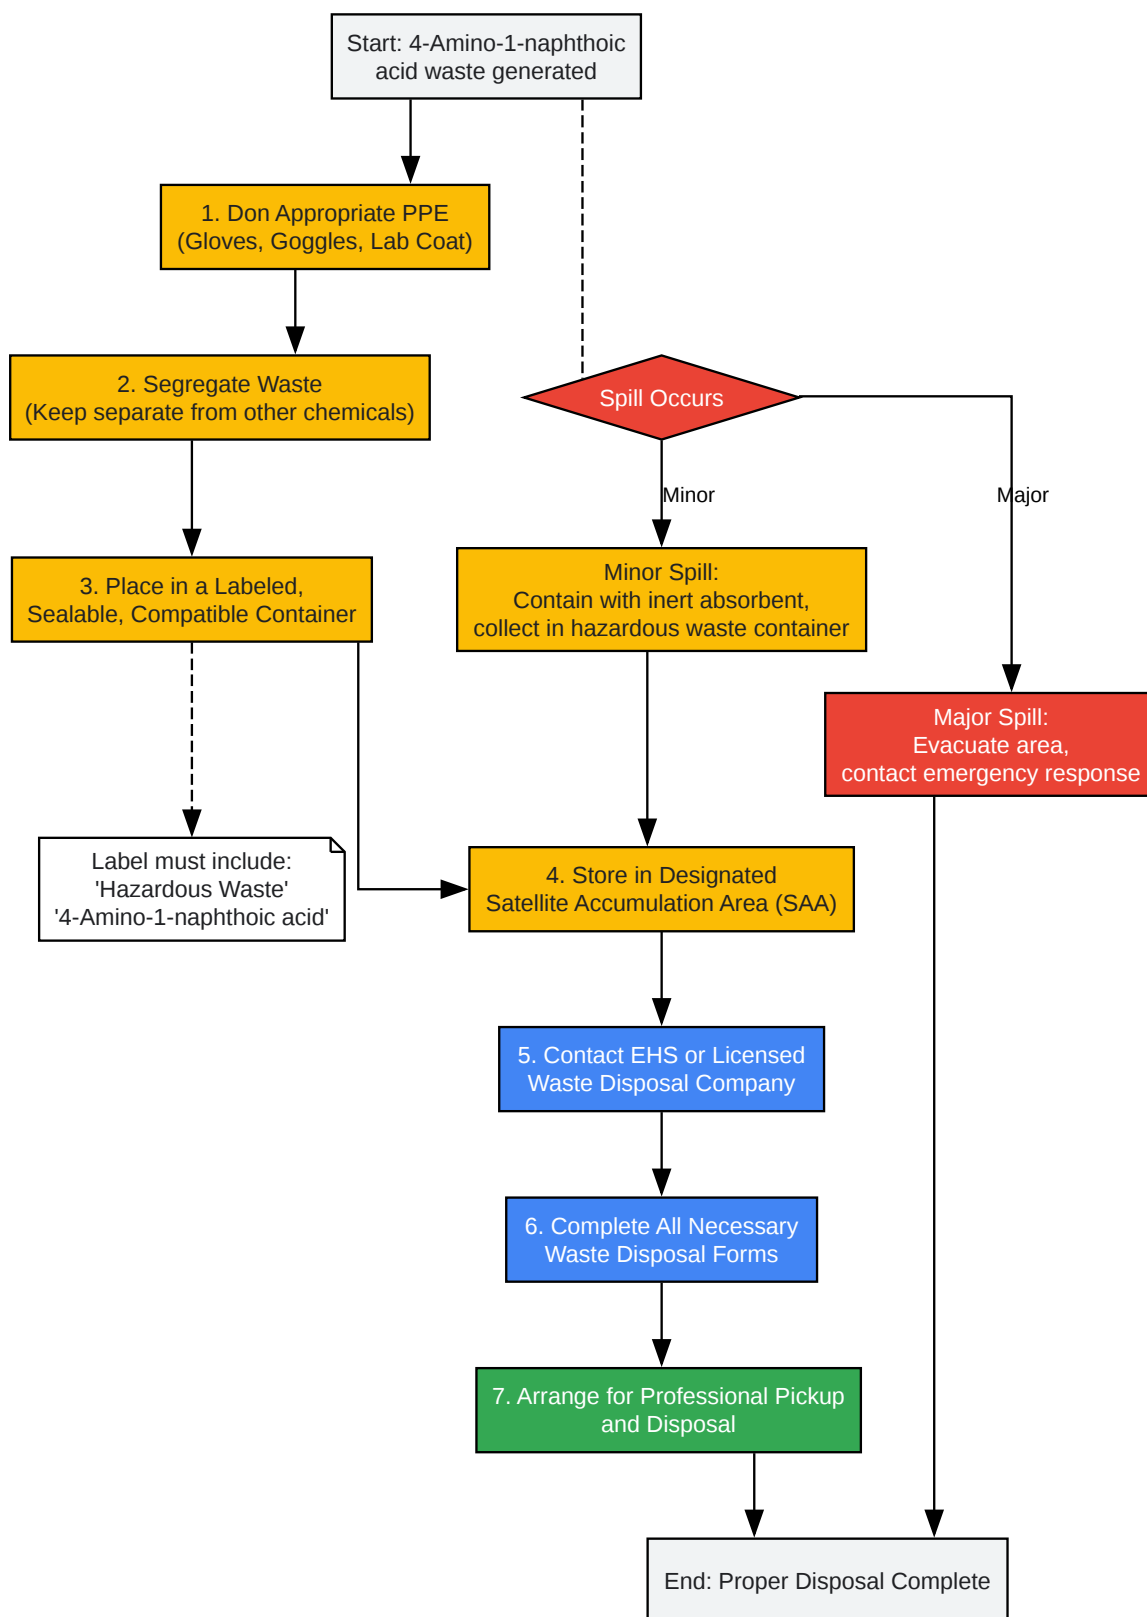 Start: 4-Amino-1-naphthoic
acid waste generated
1. Don Appropriate PPE
(Gloves, Goggles, Lab Coat)
2. Segregate Waste
(Keep separate from other chemicals)
Spill Occurs
Minor
Major
3. Place in a Labeled,
Sealable, Compatible Container
Minor Spill:
Contain with inert absorbent,
collect in hazardous waste container
Major Spill:
Evacuate area,
contact emergency response
Label must include:
'Hazardous Waste'
'4-Amino-1-naphthoic acid'
4. Store in Designated
Satellite Accumulation Area (SAA)
5. Contact EHS or Licensed
Waste Disposal Company
6. Complete All Necessary
Waste Disposal Forms
7. Arrange for Professional Pickup
and Disposal
End: Proper Disposal Complete